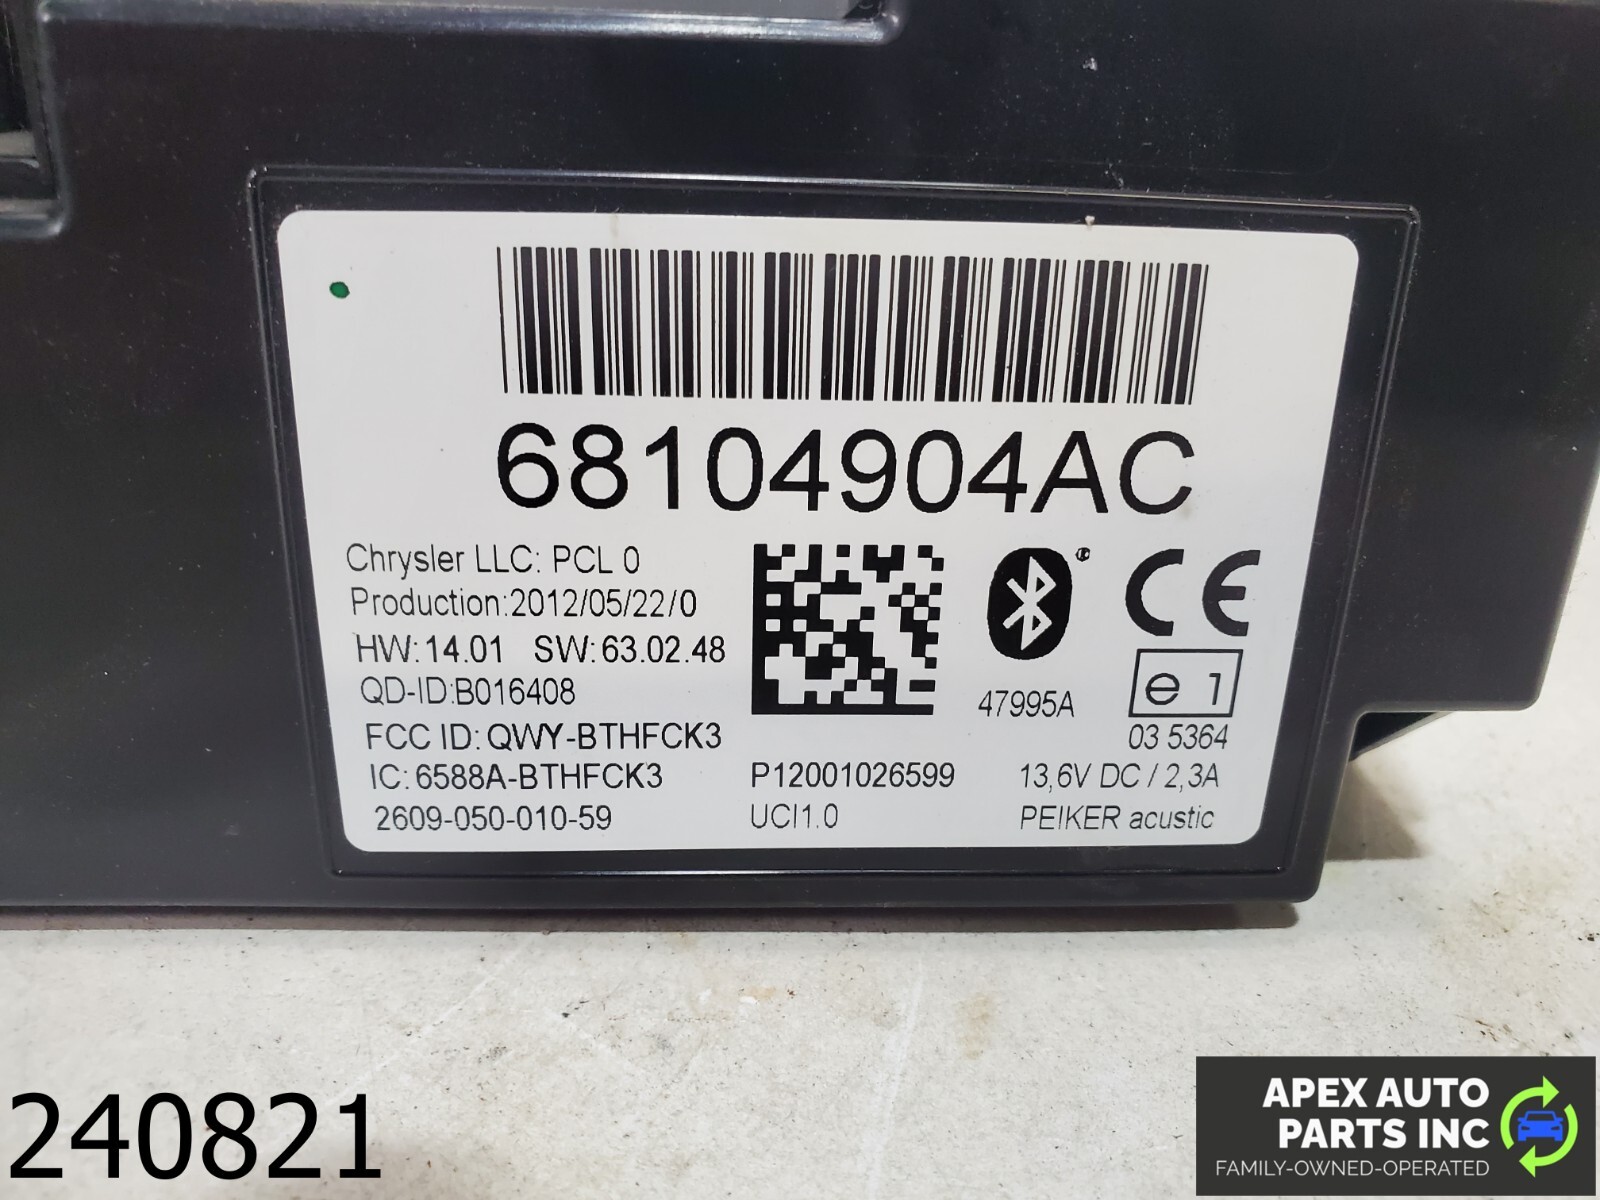 68104904AC
Chrysler LLC: PCL 0
Production:2012/05/22/0
HW:14.01 SW:63.02.48
QD-ID:B016408
FCC ID: QWY-BTHFCK3
IC: 6588A-BTHFCK3
2609-050-010-59
P12001026599
UCI1.0
47995A
CE
e 1
03 5364
13,6V DC / 2,3A
PEIKER acustic
240821
APEX AUTO
PARTS INC
FAMILY-OWNED-OPERATED